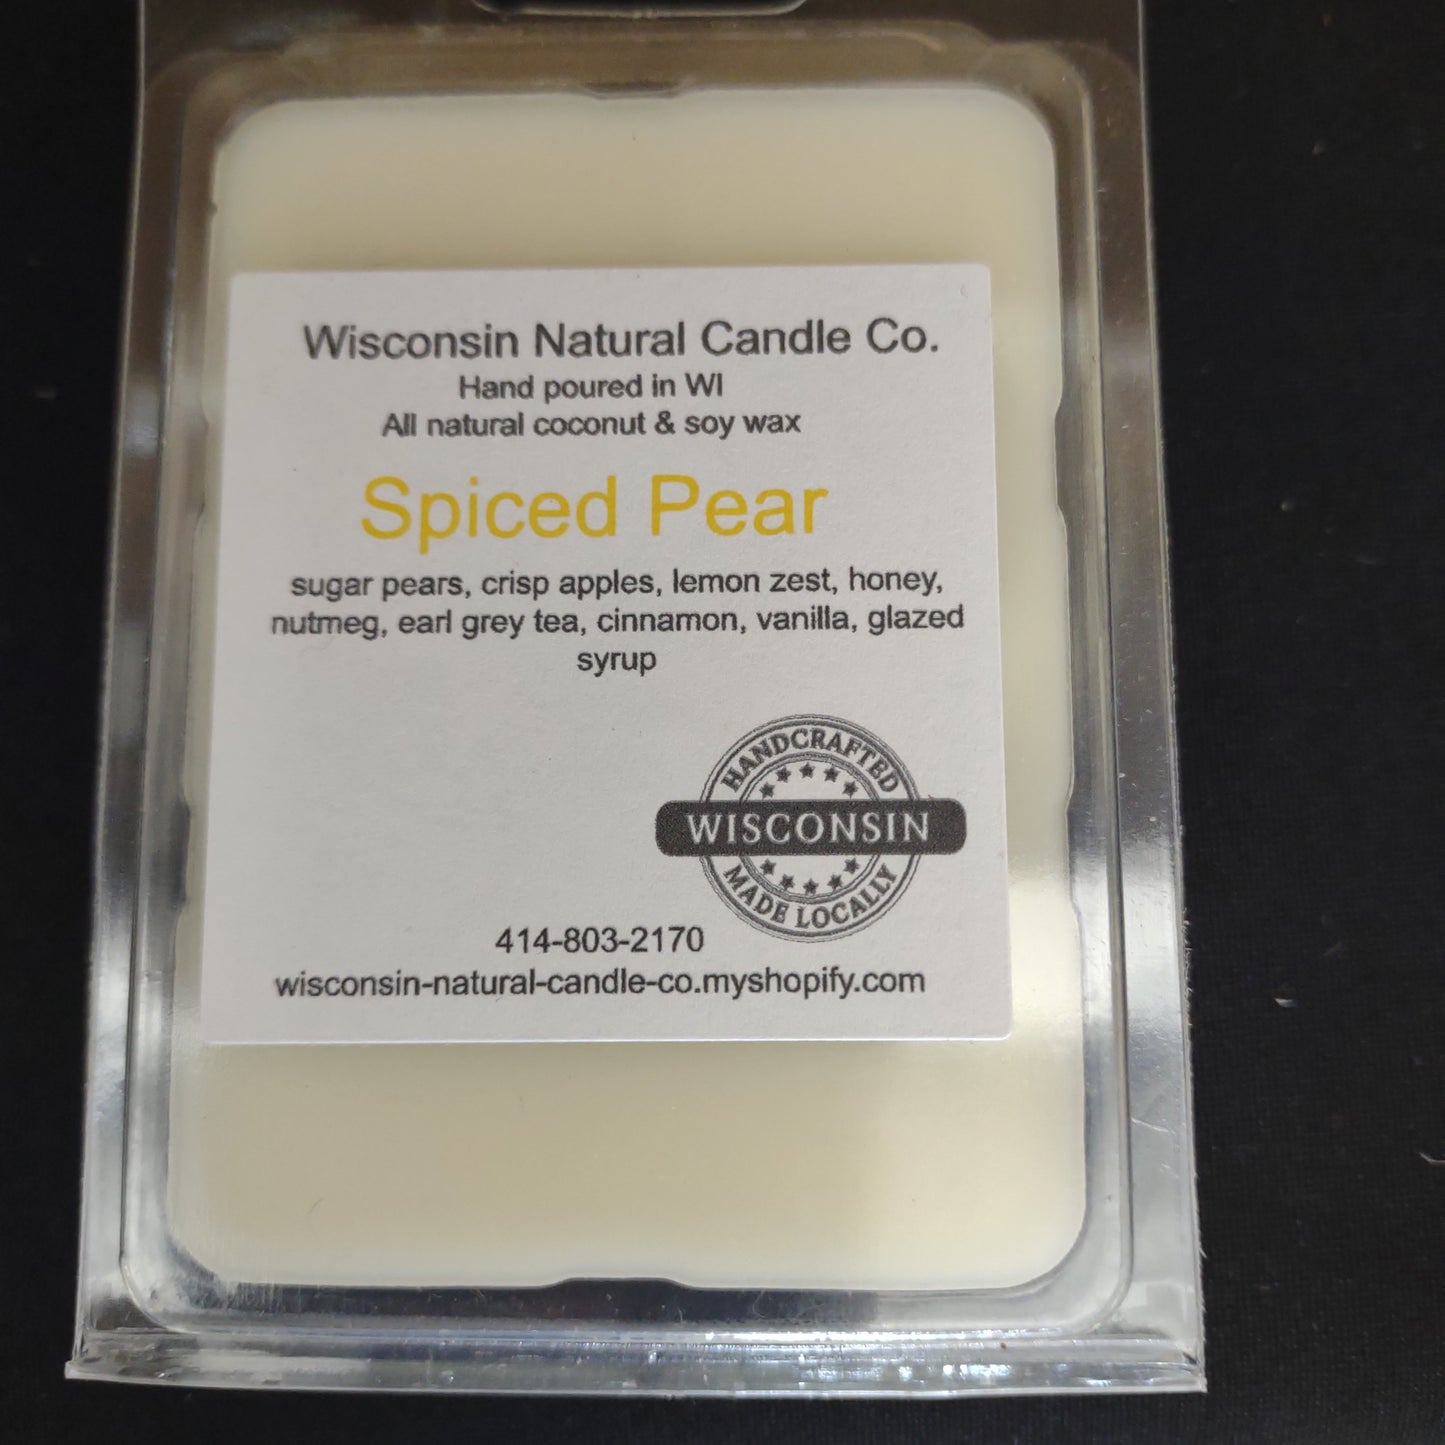 Wisconsin Natural Candle Co.
Hand poured in WI
All natural coconut & soy wax
Spiced Pear
sugar pears, crisp apples, lemon zest, honey,
nutmeg, earl grey tea, cinnamon, vanilla, glazed
syrup
HANDCRAFTED
WISCONSIN
MADE LOCALLY
414-803-2170
wisconsin-natural-candle-co.myshopify.com